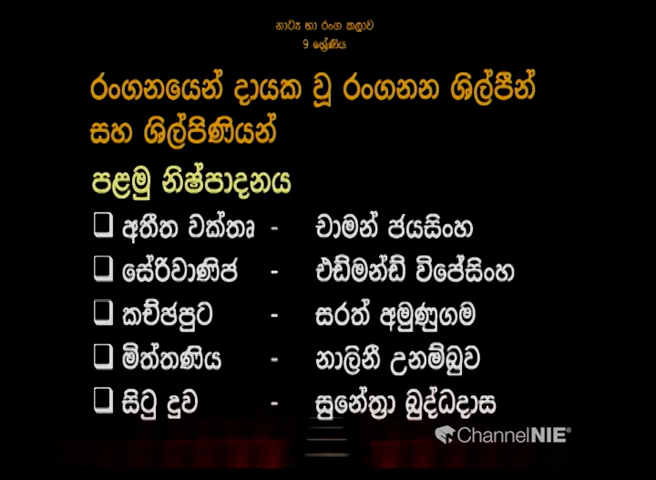 නාට්‍ය හා රංග කලාව
9 ශ්‍රේණිය
රංගනයෙන් දායක වූ රංගනන ශිල්පීන්
සහ ශිල්පිණියන්
පළමු නිෂ්පාදනය
අතීත වක්තෘ - චාමන් ජයසිංහ
සේරිවාණිජ - එඩ්මන්ඩ් විජේසිංහ
කච්ඡපුට - සරත් අමුණුගම
මිත්තණිය - නාලිනී උනම්බුව
සිටු දුව - සුනේත්‍රා බුද්ධදාස
ChannelNIE